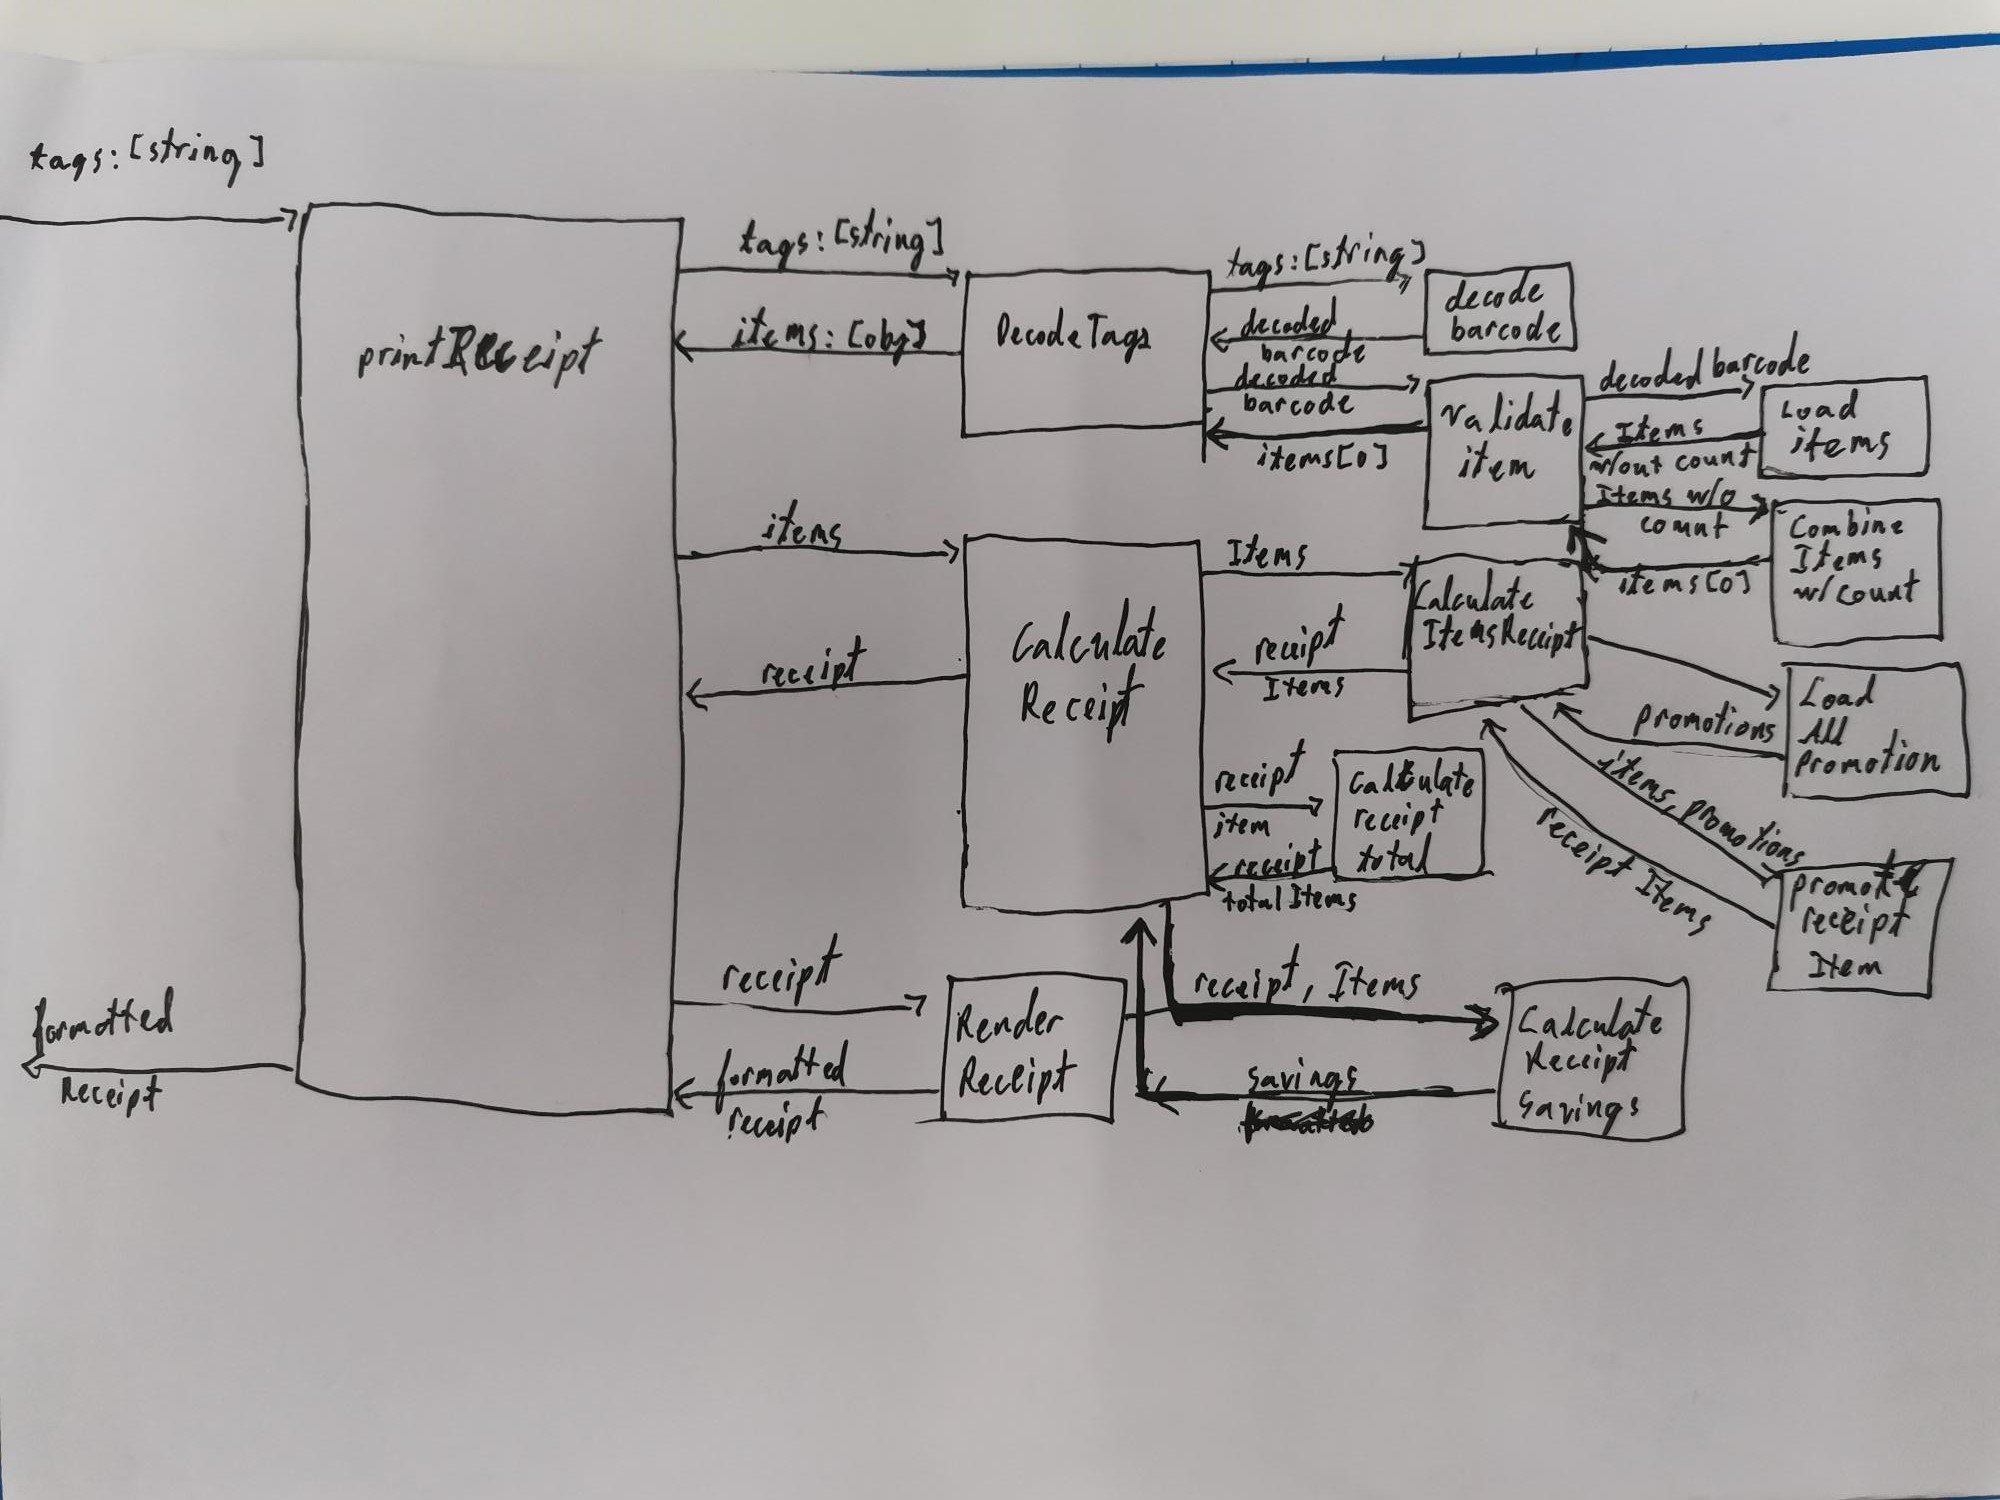 tags: [string]
printReceipt
tags: [string]
items: [obj]
DecodeTags
tags: [string]
decoded
barcode
decode
barcode
decoded
barcode
items[0]
validate
item
decoded barcode
Items
w/out count
Load
items
Items w/o
count
items[0]
Combine
Items
w/ count
items
receipt
Calculate
Receipt
Items
receipt
Items
Calculate
ItemsReceipt
promotions
Load
All
Promotion
items, promotions
receipt Items
promote
receipt
Item
receipt
item
receipt
totalItems
Calculate
receipt
total
receipt, Items
savings
Calculate
Receipt
Savings
receipt
formatted
receipt
Render
Receipt
formatted
Receipt